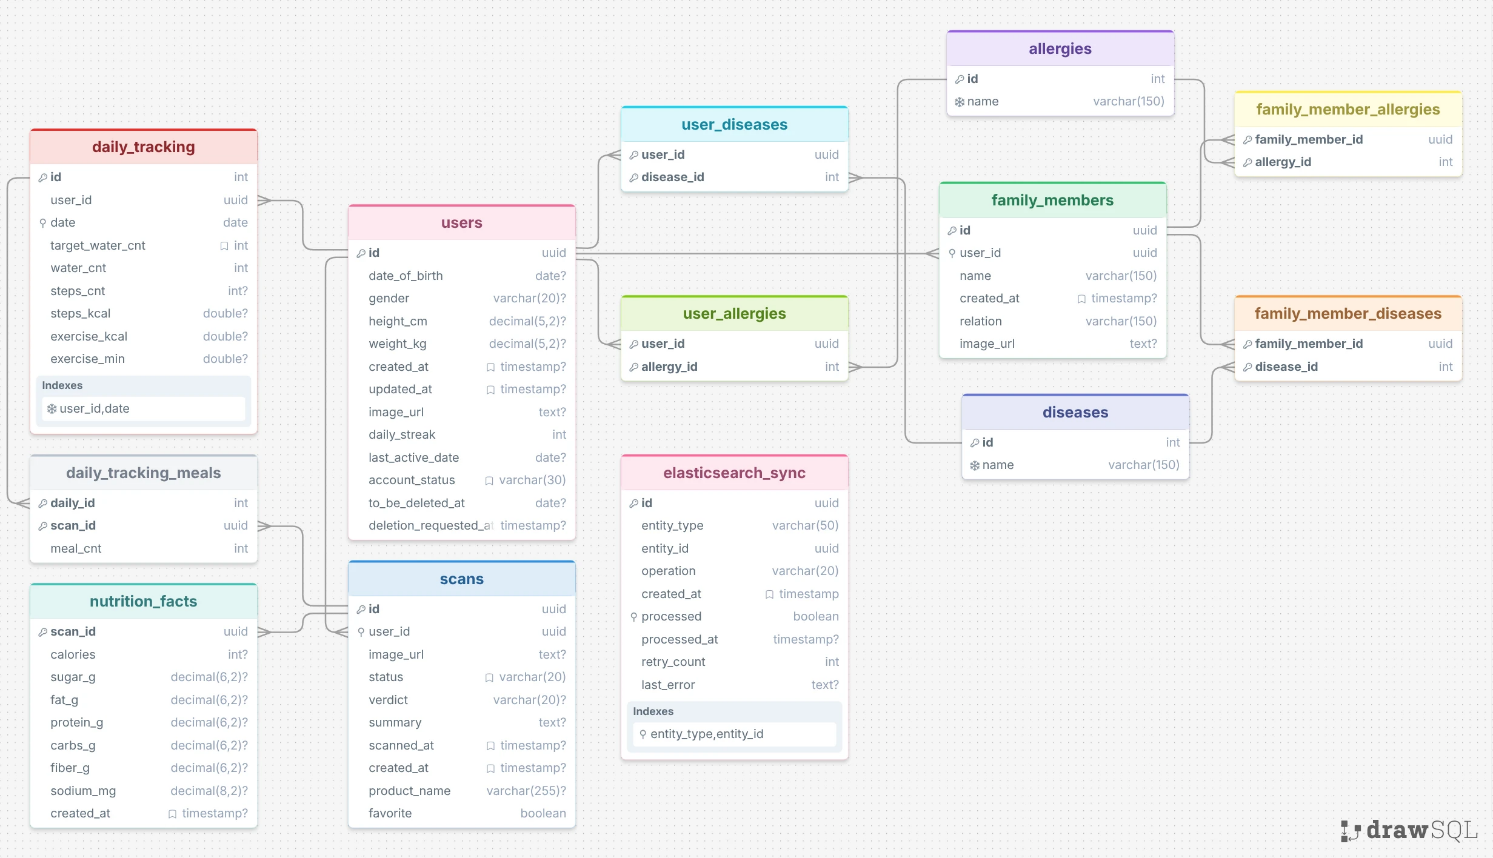 daily_tracking
id int
user_id uuid
date date
target_water_cnt int
water_cnt int
steps_cnt int?
steps_kcal double?
exercise_kcal double?
exercise_min double?
Indexes
user_id,date
daily_tracking_meals
daily_id int
scan_id uuid
meal_cnt int
nutrition_facts
scan_id uuid
calories int?
sugar_g decimal(6,2)?
fat_g decimal(6,2)?
protein_g decimal(6,2)?
carbs_g decimal(6,2)?
fiber_g decimal(6,2)?
sodium_mg decimal(8,2)?
created_at timestamp?
users
id uuid
date_of_birth date?
gender varchar(20)?
height_cm decimal(5,2)?
weight_kg decimal(5,2)?
created_at timestamp?
updated_at timestamp?
image_url text?
daily_streak int
last_active_date date?
account_status varchar(30)
to_be_deleted_at date?
deletion_requested_a timestamp?
scans
id uuid
user_id uuid
image_url text?
status varchar(20)
verdict varchar(20)?
summary text?
scanned_at timestamp?
created_at timestamp?
product_name varchar(255)?
favorite boolean
user_diseases
user_id uuid
disease_id int
user_allergies
user_id uuid
allergy_id int
elasticsearch_sync
id uuid
entity_type varchar(50)
entity_id uuid
operation varchar(20)
created_at timestamp
processed boolean
processed_at timestamp?
retry_count int
last_error text?
Indexes
entity_type,entity_id
allergies
id int
name varchar(150)
family_members
id uuid
user_id uuid
name varchar(150)
created_at timestamp?
relation varchar(150)
image_url text?
diseases
id int
name varchar(150)
family_member_allergies
family_member_id uuid
allergy_id int
family_member_diseases
family_member_id uuid
disease_id int
drawSQL